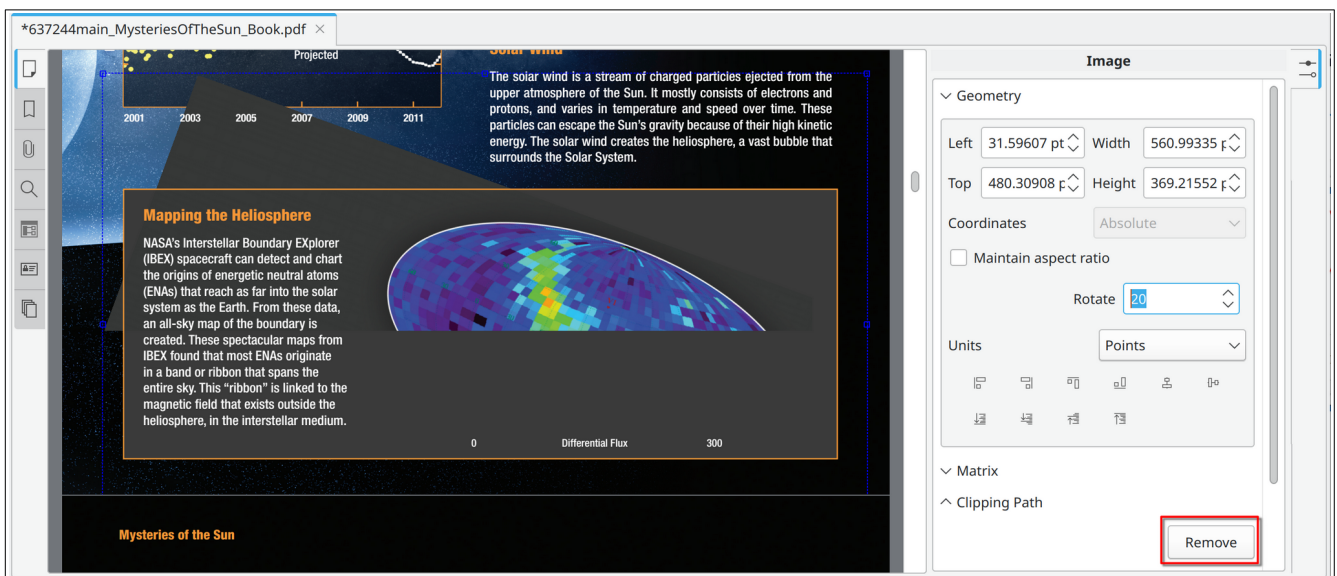 *637244main_MysteriesOfTheSun_Book.pdf
Projected
2001 2003 2005 2007 2009 2011
Solar Wind
The solar wind is a stream of charged particles ejected from the
upper atmosphere of the Sun. It mostly consists of electrons and
protons, and varies in temperature and speed over time. These
particles can escape the Sun’s gravity because of their high kinetic
energy. The solar wind creates the heliosphere, a vast bubble that
surrounds the Solar System.
Mapping the Heliosphere
NASA’s Interstellar Boundary EXplorer
(IBEX) spacecraft can detect and chart
the origins of energetic neutral atoms
(ENAs) that reach as far into the solar
system as the Earth. From these data,
an all-sky map of the boundary is
created. These spectacular maps from
IBEX found that most ENAs originate
in a band or ribbon that spans the
entire sky. This “ribbon” is linked to the
magnetic field that exists outside the
heliosphere, in the interstellar medium.
0 Differential Flux 300
Mysteries of the Sun
Image
Geometry
Left 31.59607 pt Width 560.99335 p
Top 480.30908 p Height 369.21552 p
Coordinates Absolute
Maintain aspect ratio
Rotate 20
Units Points
Matrix
Clipping Path
Remove